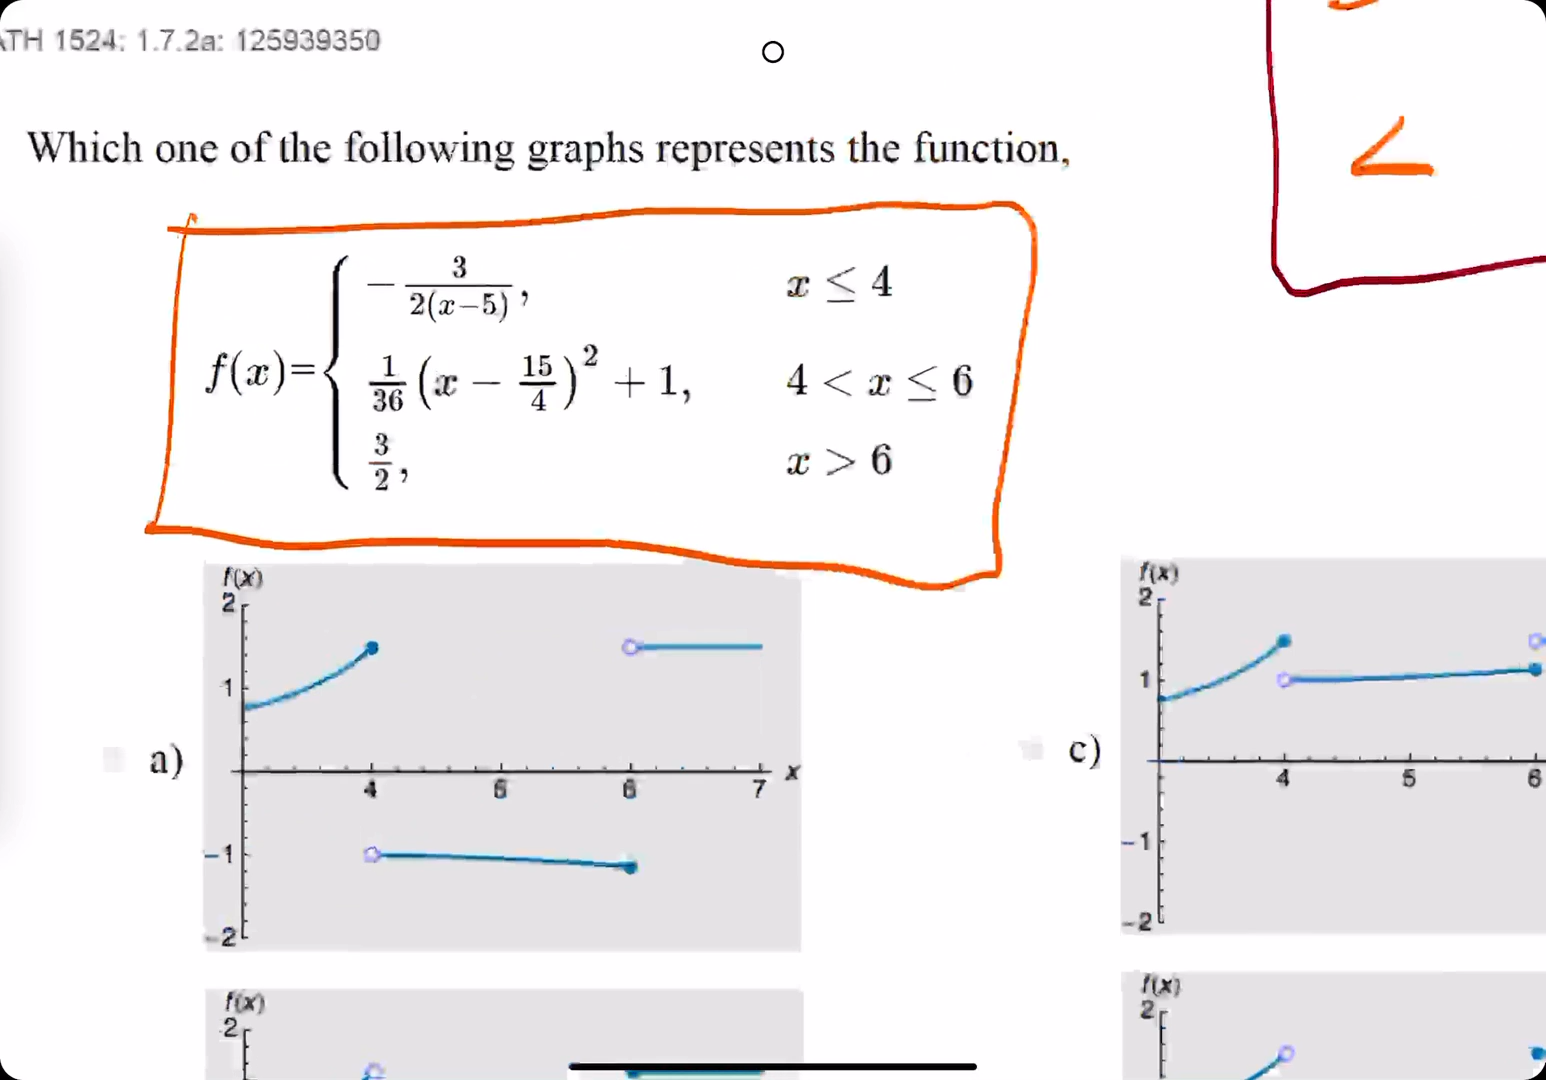 ATH 1524: 1.7.2a: 125939350
<
Which one of the following graphs represents the function,
f(x)={ -3/(2(x-5)), x ≤ 4
1/36 (x - 15/4)^2 + 1, 4 < x ≤ 6
3/2, x > 6
a)
f(x)
2
1
4 5 6 7 x
-1
-2
c)
f(x)
2
1
4 5 6
-1
-2
f(x)
2
f(x)
2